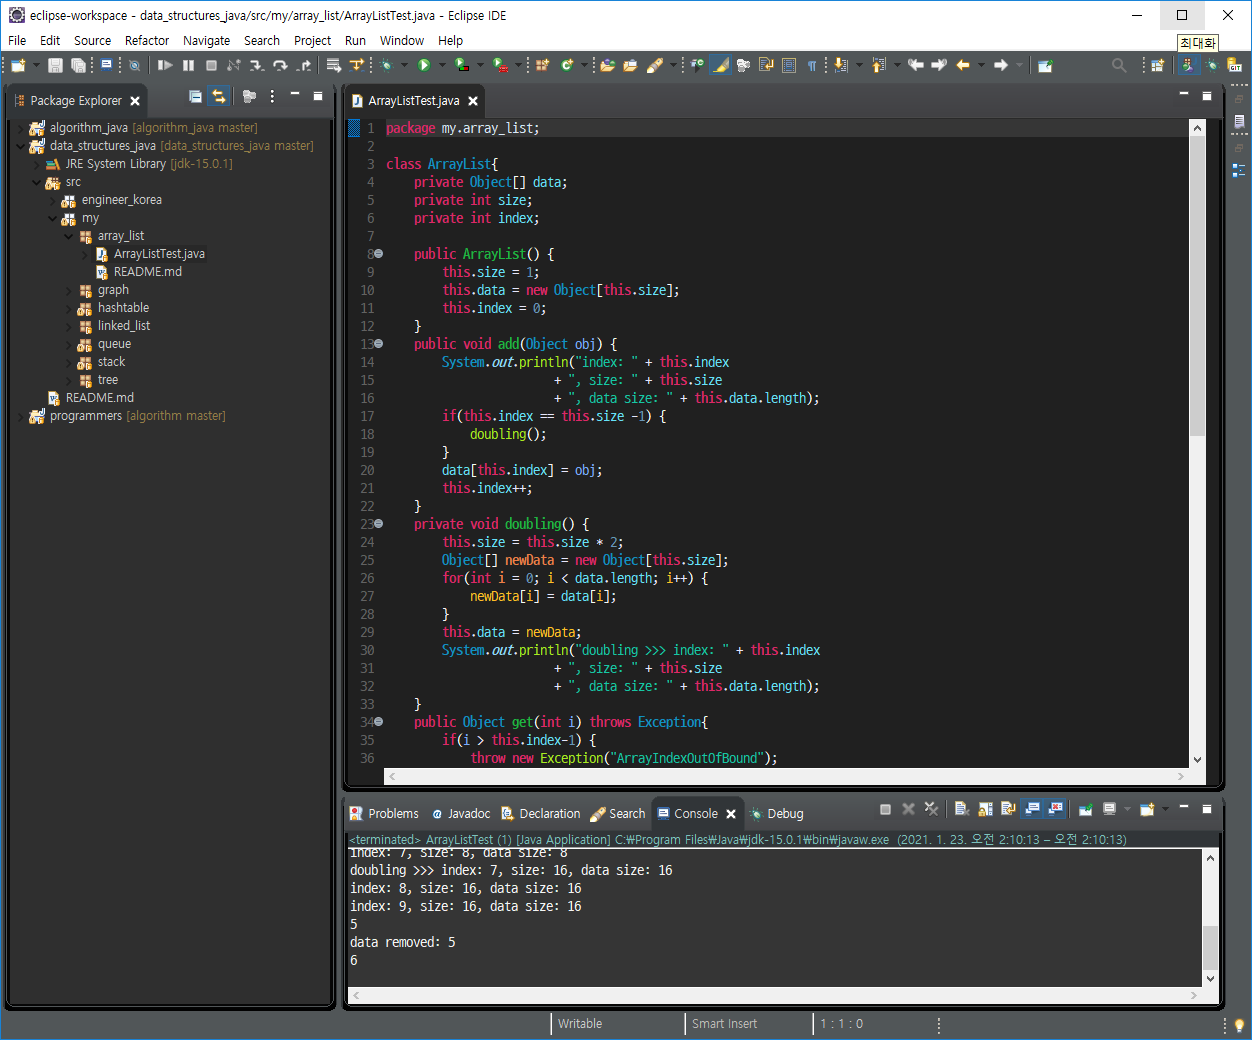 eclipse-workspace - data_structures_java/src/my/array_list/ArrayListTest.java - Eclipse IDE
File Edit Source Refactor Navigate Search Project Run Window Help
최대화
Package Explorer
algorithm_java [algorithm_java master]
data_structures_java [data_structures_java master]
JRE System Library [jdk-15.0.1]
src
engineer_korea
my
array_list
ArrayListTest.java
README.md
graph
hashtable
linked_list
queue
stack
tree
README.md
programmers [algorithm master]
ArrayListTest.java
1 package my.array_list;
2
3 class ArrayList{
4 private Object[] data;
5 private int size;
6 private int index;
7
8 public ArrayList() {
9 this.size = 1;
10 this.data = new Object[this.size];
11 this.index = 0;
12 }
13 public void add(Object obj) {
14 System.out.println("index: " + this.index
15 + ", size: " + this.size
16 + ", data size: " + this.data.length);
17 if(this.index == this.size -1) {
18 doubling();
19 }
20 data[this.index] = obj;
21 this.index++;
22 }
23 private void doubling() {
24 this.size = this.size * 2;
25 Object[] newData = new Object[this.size];
26 for(int i = 0; i < data.length; i++) {
27 newData[i] = data[i];
28 }
29 this.data = newData;
30 System.out.println("doubling >>> index: " + this.index
31 + ", size: " + this.size
32 + ", data size: " + this.data.length);
33 }
34 public Object get(int i) throws Exception{
35 if(i > this.index-1) {
36 throw new Exception("ArrayIndexOutOfBound");
Problems Javadoc Declaration Search Console Debug
<terminated> ArrayListTest (1) [Java Application] C:₩Program Files₩Java₩jdk-15.0.1₩bin₩javaw.exe (2021. 1. 23. 오전 2:10:13 – 오전 2:10:13)
index: 7, size: 8, data size: 8
doubling >>> index: 7, size: 16, data size: 16
index: 8, size: 16, data size: 16
index: 9, size: 16, data size: 16
5
data removed: 5
6
Writable Smart Insert 1 : 1 : 0